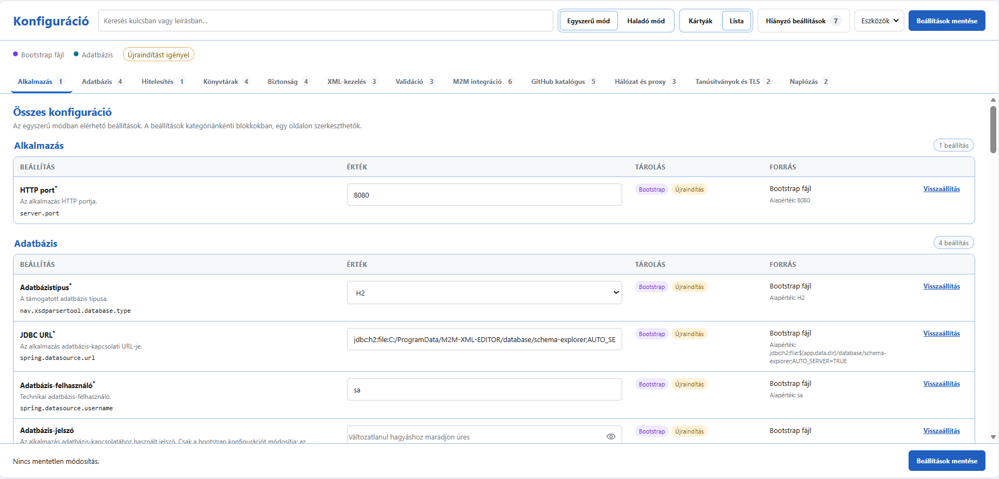 Konfiguráció
Keresés kulcsban vagy leírásban...
Egyszerű mód
Haladó mód
Kártyák
Lista
Hiányzó beállítások 7
Eszközök
Beállítások mentése
Bootstrap fájl
Adatbázis
Újraindítást igényel
Alkalmazás 1
Adatbázis 4
Hitelesítés 1
Könyvtárak 4
Biztonság 4
XML-kezelés 3
Validáció 3
M2M integráció 6
GitHub katalógus 5
Hálózat és proxy 3
Tanúsítványok és TLS 2
Naplózás 2
Összes konfiguráció
Az egyszerű módban elérhető beállítások. A beállítások kategóriánkénti blokkokban, egy oldalon szerkeszthetők.
Alkalmazás
1 beállítás
BEÁLLÍTÁS
ÉRTÉK
TÁROLÁS
FORRÁS
HTTP port*
Az alkalmazás HTTP portja.
server.port
8080
Bootstrap
Újraindítás
Bootstrap fájl
Alapérték: 8080
Visszaállítás
Adatbázis
4 beállítás
BEÁLLÍTÁS
ÉRTÉK
TÁROLÁS
FORRÁS
Adatbázistípus*
A támogatott adatbázis típusa.
nav.xsdparsertool.database.type
H2
Bootstrap
Újraindítás
Bootstrap fájl
Alapérték: H2
Visszaállítás
JDBC URL*
Az alkalmazás adatbázis-kapcsolati URL-je.
spring.datasource.url
jdbc:h2:file:C:/ProgramData/M2M-XML-EDITOR/database/schema-explorer;AUTO_SE
Bootstrap
Újraindítás
Bootstrap fájl
Alapérték:
jdbc:h2:file:${app.data.dir}/database/schema-
explorer;AUTO_SERVER=TRUE
Visszaállítás
Adatbázis-felhasználó*
Technikai adatbázis-felhasználó.
spring.datasource.username
sa
Bootstrap
Újraindítás
Bootstrap fájl
Alapérték: sa
Visszaállítás
Adatbázis-jelszó
Az alkalmazás adatbázis-kapcsolatához használt jelszó. Csak a bootstrap konfigurációt módosítja; az
Változatlanul hagyáshoz maradjon üres
Bootstrap
Újraindítás
Bootstrap fájl
Visszaállítás
Nincs mentetlen módosítás.
Beállítások mentése